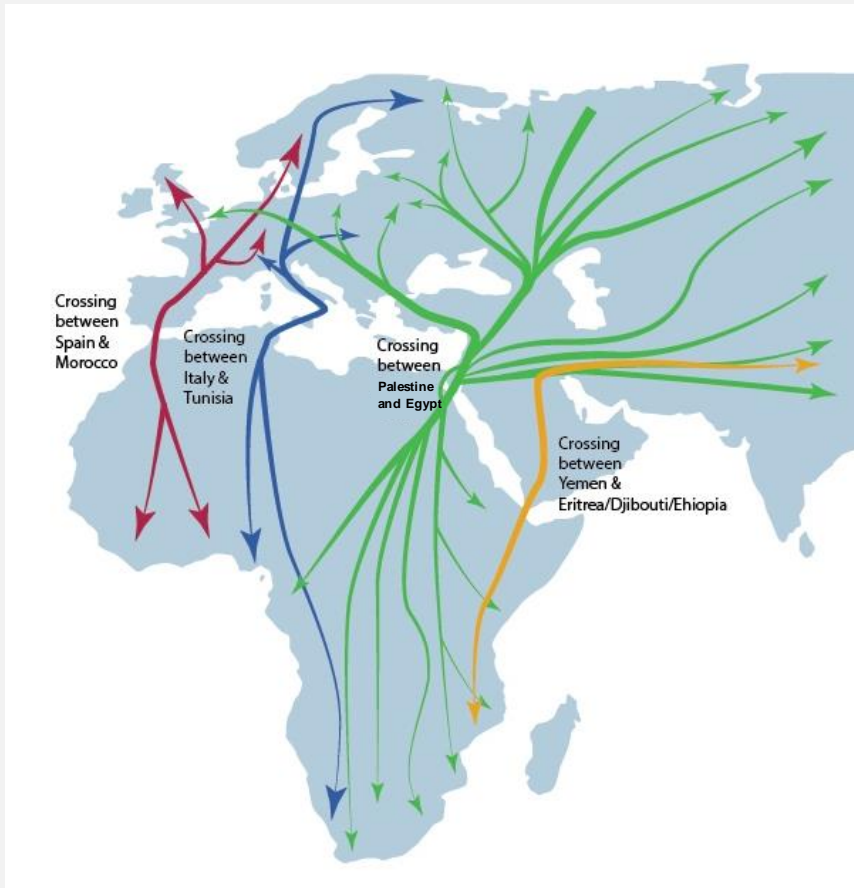 Crossing
between
Spain &
Morocco
Crossing
between
Italy &
Tunisia
Crossing
between
Palestine
and Egypt
Crossing
between
Yemen &
Eritrea/Djibouti/Ehiopia